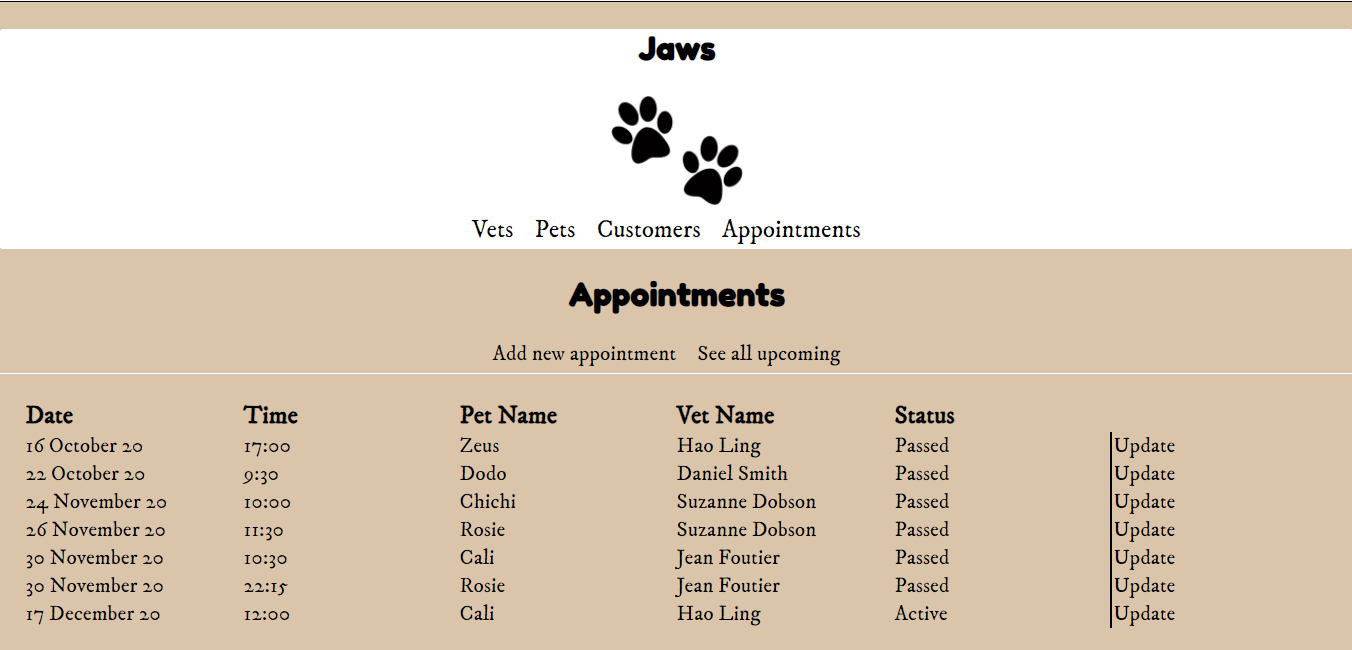 Jaws
Vets Pets Customers Appointments
Appointments
Add new appointment See all upcoming
Date Time Pet Name Vet Name Status
16 October 20 17:00 Zeus Hao Ling Passed Update
22 October 20 9:30 Dodo Daniel Smith Passed Update
24 November 20 10:00 Chichi Suzanne Dobson Passed Update
26 November 20 11:30 Rosie Suzanne Dobson Passed Update
30 November 20 10:30 Cali Jean Foutier Passed Update
30 November 20 22:15 Rosie Jean Foutier Passed Update
17 December 20 12:00 Cali Hao Ling Active Update